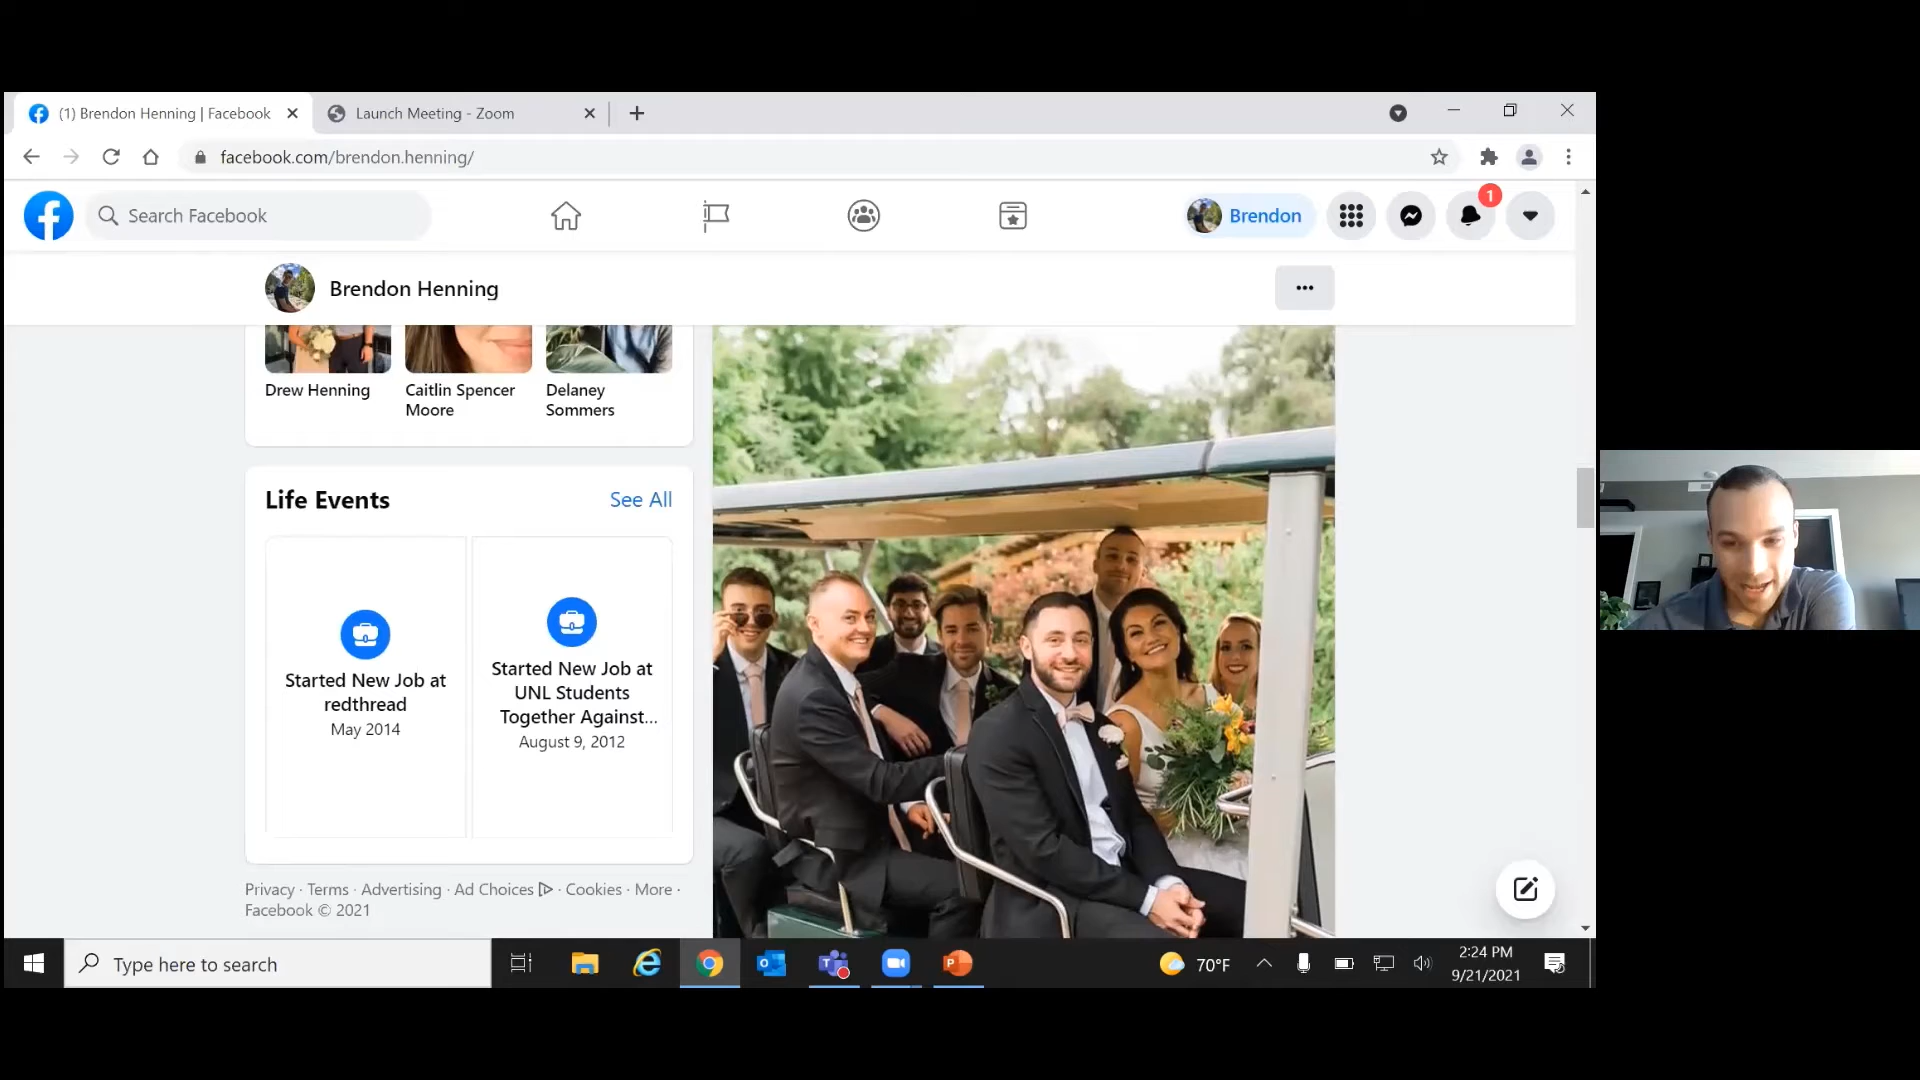 (1) Brendon Henning | Facebook
Launch Meeting - Zoom
facebook.com/brendon.henning/
Search Facebook
Brendon
1
Brendon Henning
Drew Henning
Caitlin Spencer
Moore
Delaney
Sommers
Life Events
See All
Started New Job at
redthread
May 2014
Started New Job at
UNL Students
Together Against...
August 9, 2012
Privacy · Terms · Advertising · Ad Choices · Cookies · More ·
Facebook © 2021
Type here to search
70°F
2:24 PM
9/21/2021